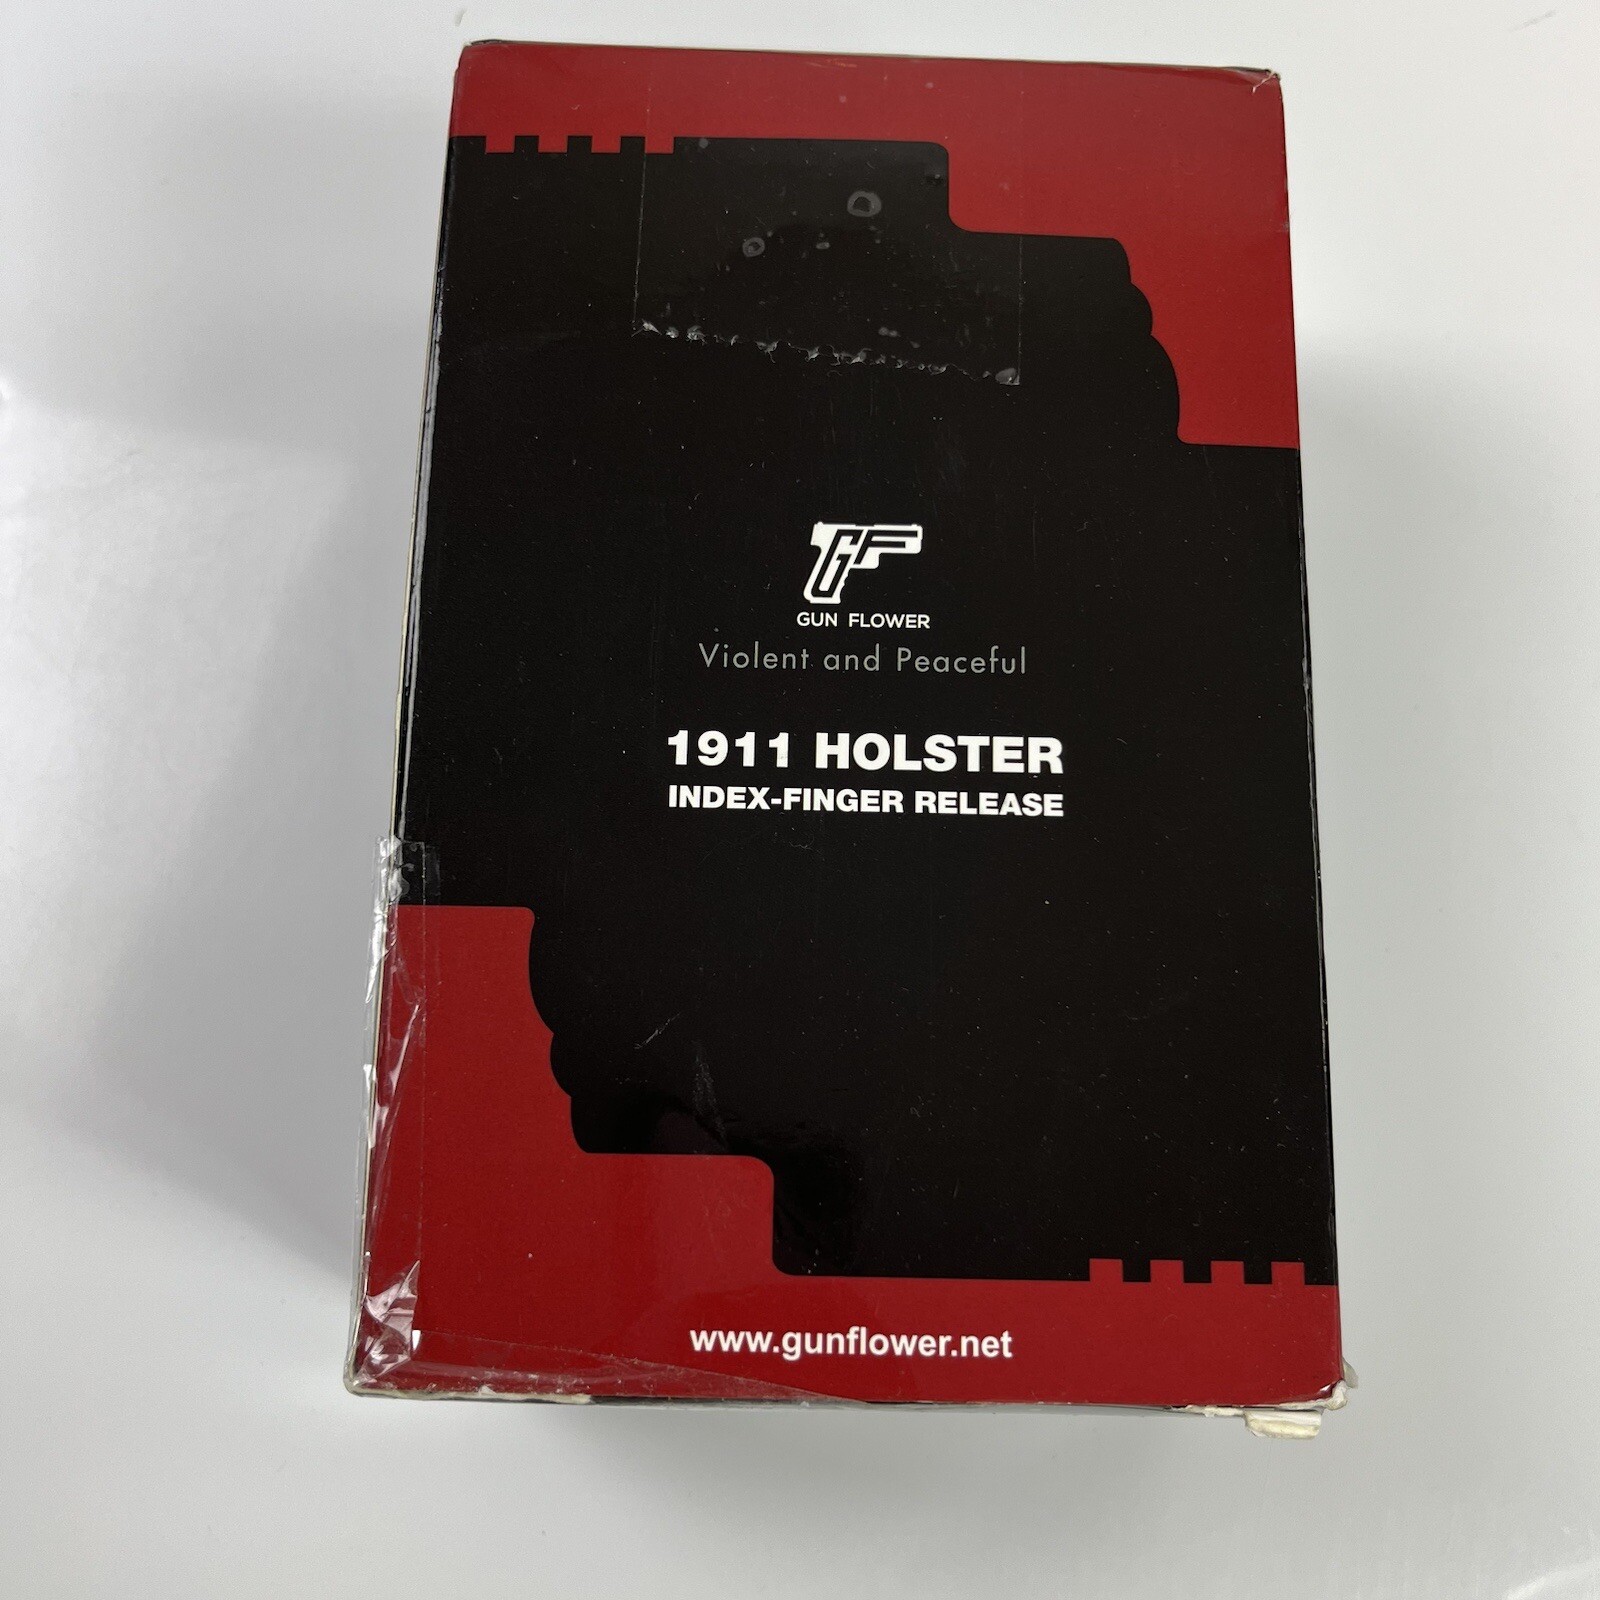 GF
GUN FLOWER
Violent and Peaceful
1911 HOLSTER
INDEX-FINGER RELEASE
www.gunflower.net